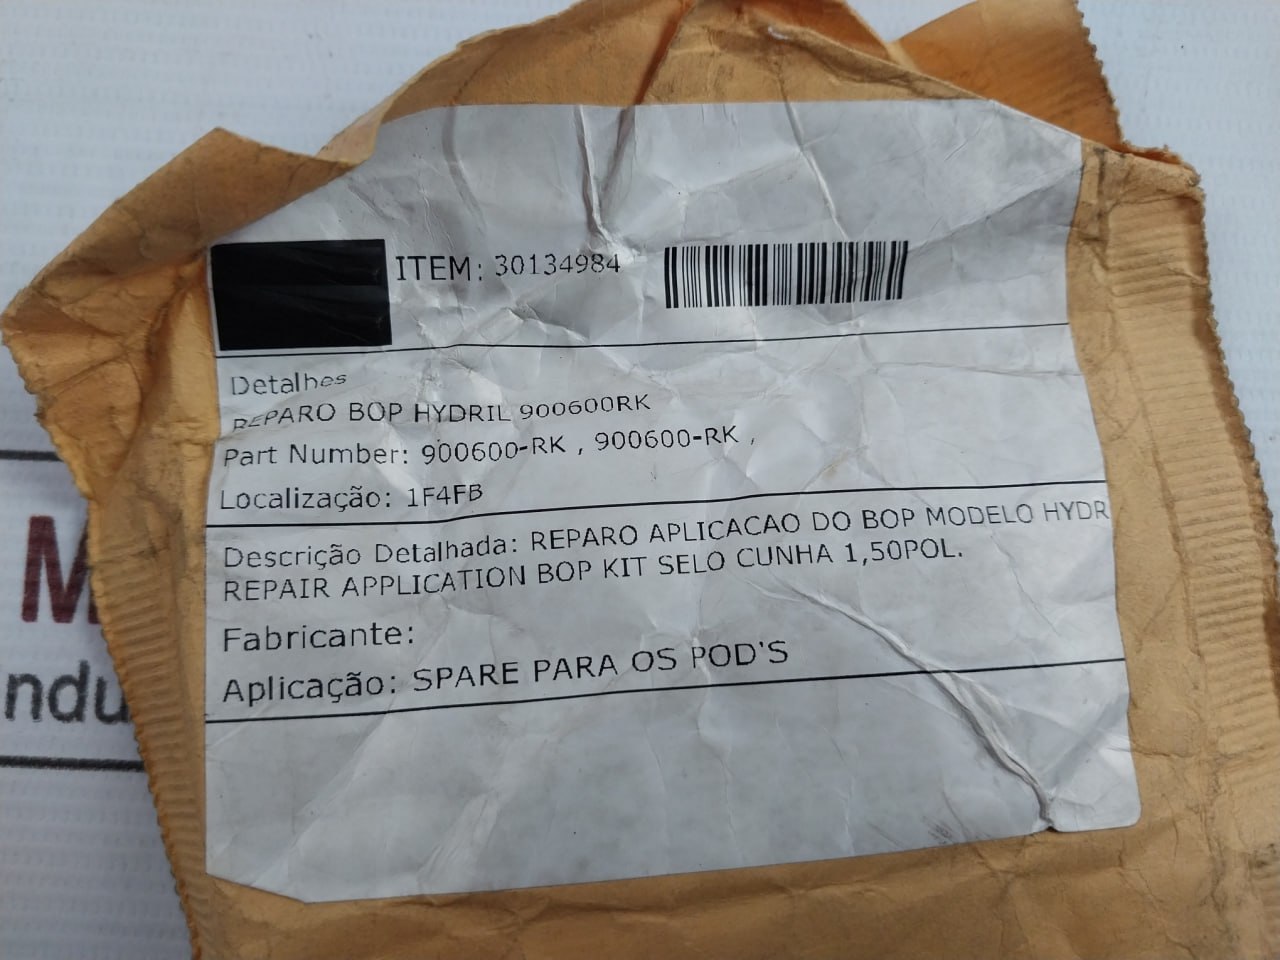 ITEM: 30134984
Detalhes
REPARO BOP HYDRIL 900600RK
Part Number: 900600-RK , 900600-RK ,
Localização: 1F4FB
Descrição Detalhada: REPARO APLICACAO DO BOP MODELO HYDR
REPAIR APPLICATION BOP KIT SELO CUNHA 1,50POL.
Fabricante:
Aplicação: SPARE PARA OS POD'S
M
indu